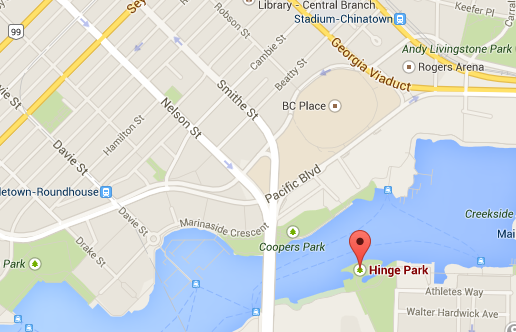 Keefer Pl
Carral
Library - Central Branch
Stadium-Chinatown
99
Sey
Robson St
Andy Livingstone Park
Cambie St
Georgia Viaduct
Rogers Arena
Beatty St
Smithe St
BC Place
Nelson St
Hamilton St
Davie St
vie St
Pacific Blvd
letown-Roundhouse
Davie St
Creekside
Marinaside Crescent
Mai
Drake St
Coopers Park
Park
Hinge Park
Athletes Way
Walter Hardwick Ave